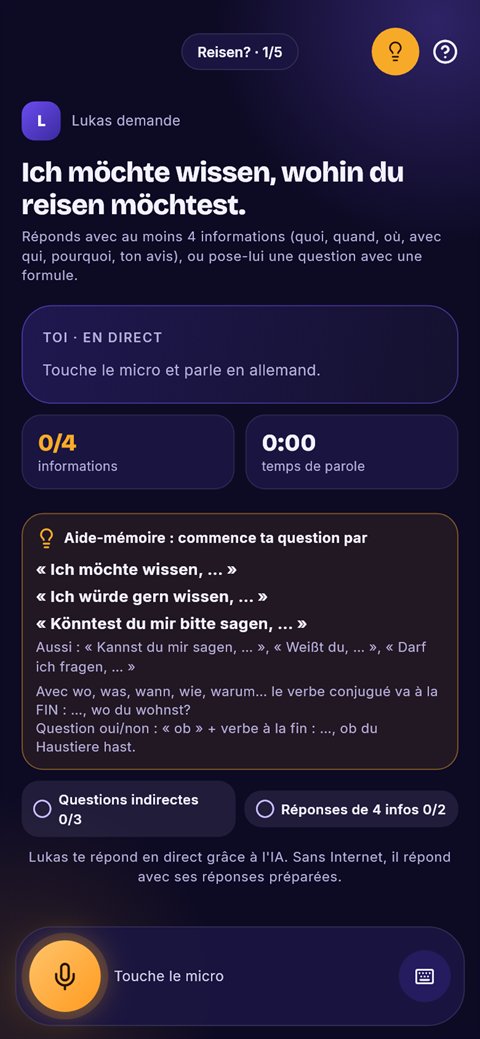 Reisen? · 1/5
L
Lukas demande
Ich möchte wissen, wohin du
reisen möchtest.
Réponds avec au moins 4 informations (quoi, quand, où, avec
qui, pourquoi, ton avis), ou pose-lui une question avec une
formule.
TOI · EN DIRECT
Touche le micro et parle en allemand.
0/4
informations
0:00
temps de parole
Aide-mémoire : commence ta question par
« Ich möchte wissen, ... »
« Ich würde gern wissen, ... »
« Könntest du mir bitte sagen, ... »
Aussi : « Kannst du mir sagen, ... », « Weißt du, ... », « Darf
ich fragen, ... »
Avec wo, was, wann, wie, warum... le verbe conjugué va à la
FIN : ..., wo du wohnst?
Question oui/non : « ob » + verbe à la fin : ..., ob du
Haustiere hast.
Questions indirectes
0/3
Réponses de 4 infos 0/2
Lukas te répond en direct grâce à l'IA. Sans Internet, il répond
avec ses réponses préparées.
Touche le micro